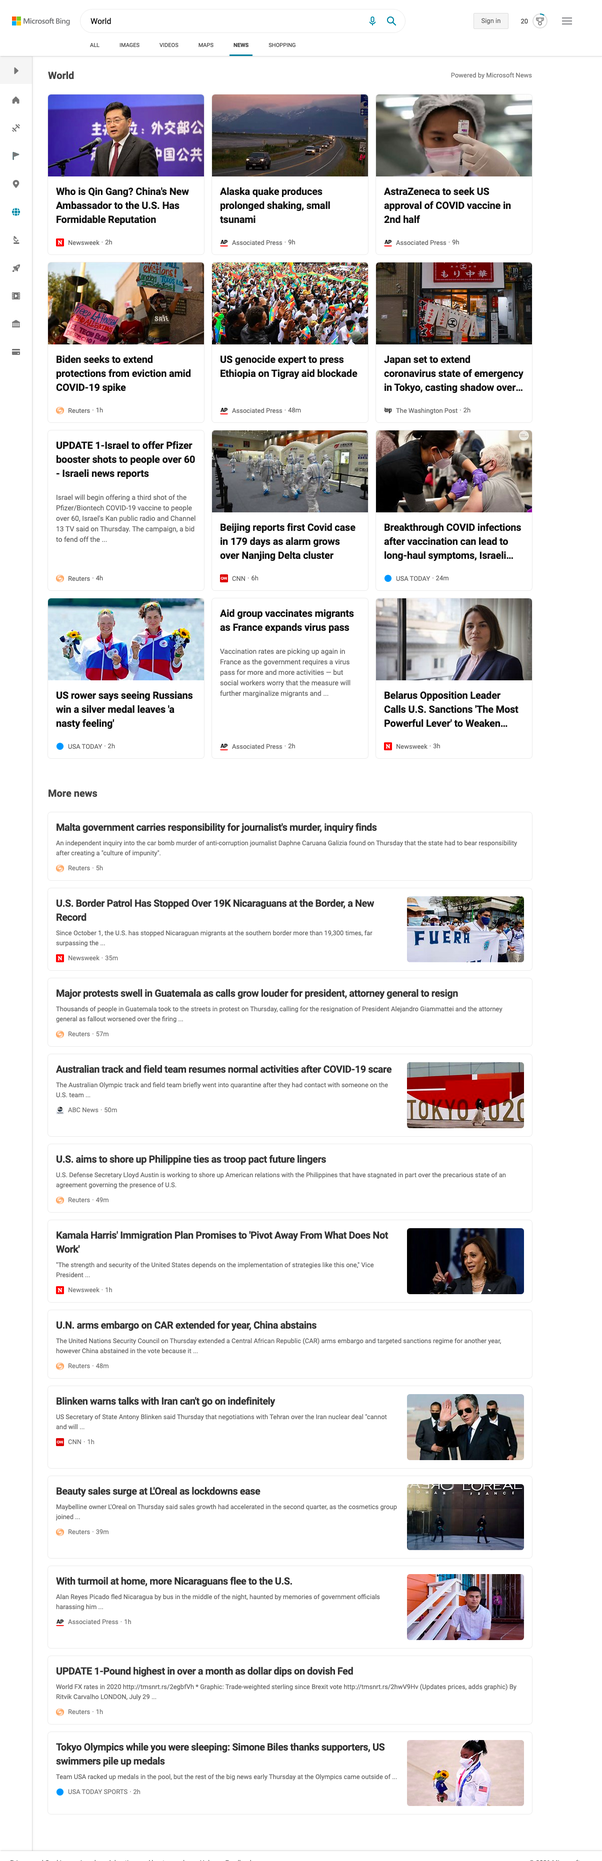 Microsoft Bing
World
Sign in
20
ALL
IMAGES
VIDEOS
MAPS
NEWS
SHOPPING
World
Powered by Microsoft News
Who is Qin Gang? China's New
Ambassador to the U.S. Has
Formidable Reputation
Newsweek · 2h
Alaska quake produces
prolonged shaking, small
tsunami
AP Associated Press · 9h
AstraZeneca to seek US
approval of COVID vaccine in
2nd half
AP Associated Press · 9h
Biden seeks to extend
protections from eviction amid
COVID-19 spike
Reuters · 1h
US genocide expert to press
Ethiopia on Tigray aid blockade
AP Associated Press · 48m
もり中華
Japan set to extend
coronavirus state of emergency
in Tokyo, casting shadow over...
wp The Washington Post · 2h
UPDATE 1-Israel to offer Pfizer
booster shots to people over 60
- Israeli news reports
Israel will begin offering a third shot of the
Pfizer/Biontech COVID-19 vaccine to people
over 60, Israel's Kan public radio and Channel
13 TV said on Thursday. The campaign, a bid
to fend off the ...
Reuters · 4h
Beijing reports first Covid case
in 179 days as alarm grows
over Nanjing Delta cluster
CNN · 6h
Breakthrough COVID infections
after vaccination can lead to
long-haul symptoms, Israeli...
USA TODAY · 24m
US rower says seeing Russians
win a silver medal leaves 'a
nasty feeling'
USA TODAY · 2h
Aid group vaccinates migrants
as France expands virus pass
Vaccination rates are picking up again in
France as the government requires a virus
pass for more and more activities — but
social workers worry that the measure will
further marginalize migrants and ...
AP Associated Press · 2h
Belarus Opposition Leader
Calls U.S. Sanctions 'The Most
Powerful Lever' to Weaken...
Newsweek · 3h
More news
Malta government carries responsibility for journalist's murder, inquiry finds
An independent inquiry into the car bomb murder of anti-corruption journalist Daphne Caruana Galizia found on Thursday that the state had to bear responsibility
after creating a "culture of impunity".
Reuters · 5h
U.S. Border Patrol Has Stopped Over 19K Nicaraguans at the Border, a New
Record
Since October 1, the U.S. has stopped Nicaraguan migrants at the southern border more than 19,300 times, far
surpassing the ...
Newsweek · 35m
FUERA
Major protests swell in Guatemala as calls grow louder for president, attorney general to resign
Thousands of people in Guatemala took to the streets in protest on Thursday, calling for the resignation of President Alejandro Giammattei and the attorney
general as fallout worsened over the firing ...
Reuters · 57m
Australian track and field team resumes normal activities after COVID-19 scare
The Australian Olympic track and field team briefly went into quarantine after they had contact with someone on the
U.S. team ...
ABC News · 50m
TOKYO 2020
U.S. aims to shore up Philippine ties as troop pact future lingers
U.S. Defense Secretary Lloyd Austin is working to shore up American relations with the Philippines that have stagnated in part over the precarious state of an
agreement governing the presence of U.S.
Reuters · 49m
Kamala Harris' Immigration Plan Promises to 'Pivot Away From What Does Not
Work'
"The strength and security of the United States depends on the implementation of strategies like this one," Vice
President ...
Newsweek · 1h
U.N. arms embargo on CAR extended for year, China abstains
The United Nations Security Council on Thursday extended a Central African Republic (CAR) arms embargo and targeted sanctions regime for another year,
however China abstained in the vote because it ...
Reuters · 48m
Blinken warns talks with Iran can't go on indefinitely
US Secretary of State Antony Blinken said Thursday that negotiations with Tehran over the Iran nuclear deal "cannot
and will ...
CNN · 1h
Beauty sales surge at L'Oreal as lockdowns ease
Maybelline owner L'Oreal on Thursday said sales growth had accelerated in the second quarter, as the cosmetics group
joined ...
Reuters · 39m
With turmoil at home, more Nicaraguans flee to the U.S.
Alan Reyes Picado fled Nicaragua by bus in the middle of the night, haunted by memories of government officials
harassing him ...
AP Associated Press · 1h
UPDATE 1-Pound highest in over a month as dollar dips on dovish Fed
World FX rates in 2020 http://tmsnrt.rs/2egbfVh * Graphic: Trade-weighted sterling since Brexit vote http://tmsnrt.rs/2hwV9Hv (Updates prices, adds graphic) By
Ritvik Carvalho LONDON, July 29 ...
Reuters · 1h
Tokyo Olympics while you were sleeping: Simone Biles thanks supporters, US
swimmers pile up medals
Team USA racked up medals in the pool, but the rest of the big news early Thursday at the Olympics came outside of ...
USA TODAY SPORTS · 2h